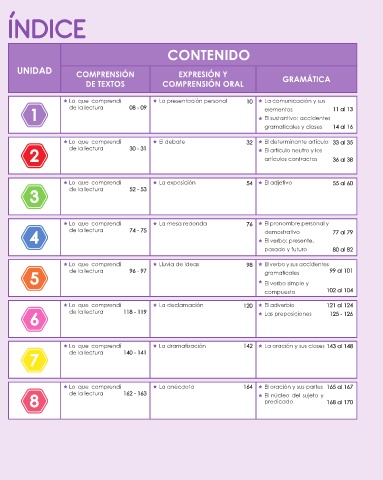 ÍNDICE
CONTENIDO
UNIDAD
COMPRENSIÓN DE TEXTOS
EXPRESIÓN Y COMPRENSIÓN ORAL
GRAMÁTICA
1
★ Lo que comprendí de la lectura 08 - 09
★ La presentación personal 10
★ La comunicación y sus elementos 11 al 13
★ El sustantivo: accidentes gramaticales y clases 14 al 16
2
★ Lo que comprendí de la lectura 30 - 31
★ El debate 32
★ El determinante artículo 33 al 35
★ El artículo neutro y los artículos contractos 36 al 38
3
★ Lo que comprendí de la lectura 52 - 53
★ La exposición 54
★ El adjetivo 55 al 60
4
★ Lo que comprendí de la lectura 74 - 75
★ La mesa redonda 76
★ El pronombre personal y demostrativo 77 al 79
★ El verbo: presente, pasado y futuro 80 al 82
5
★ Lo que comprendí de la lectura 96 - 97
★ Lluvia de ideas 98
★ El verbo y sus accidentes gramaticales 99 al 101
★ El verbo simple y compuesto 102 al 104
6
★ Lo que comprendí de la lectura 118 - 119
★ La declamación 120
★ El adverbio 121 al 124
★ Las preposiciones 125 - 126
7
★ Lo que comprendí de la lectura 140 - 141
★ La dramatización 142
★ La oración y sus clases 143 al 148
8
★ Lo que comprendí de la lectura 162 - 163
★ La anécdota 164
★ El oración y sus partes 165 al 167
★ El núcleo del sujeto y predicado 168 al 170